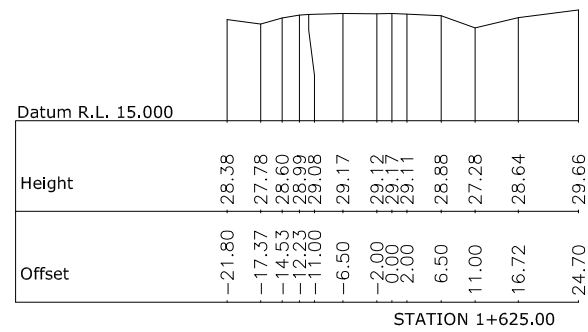 Datum R.L. 15.000
Height 28.38 27.78 28.60 28.99 29.08 29.17 29.12 29.17 29.11 28.88 27.28 28.64 29.66
Offset -21.80 -17.37 -14.53 -12.23 -11.00 -6.50 -2.00 0.00 2.00 6.50 11.00 16.72 24.70
STATION 1+625.00